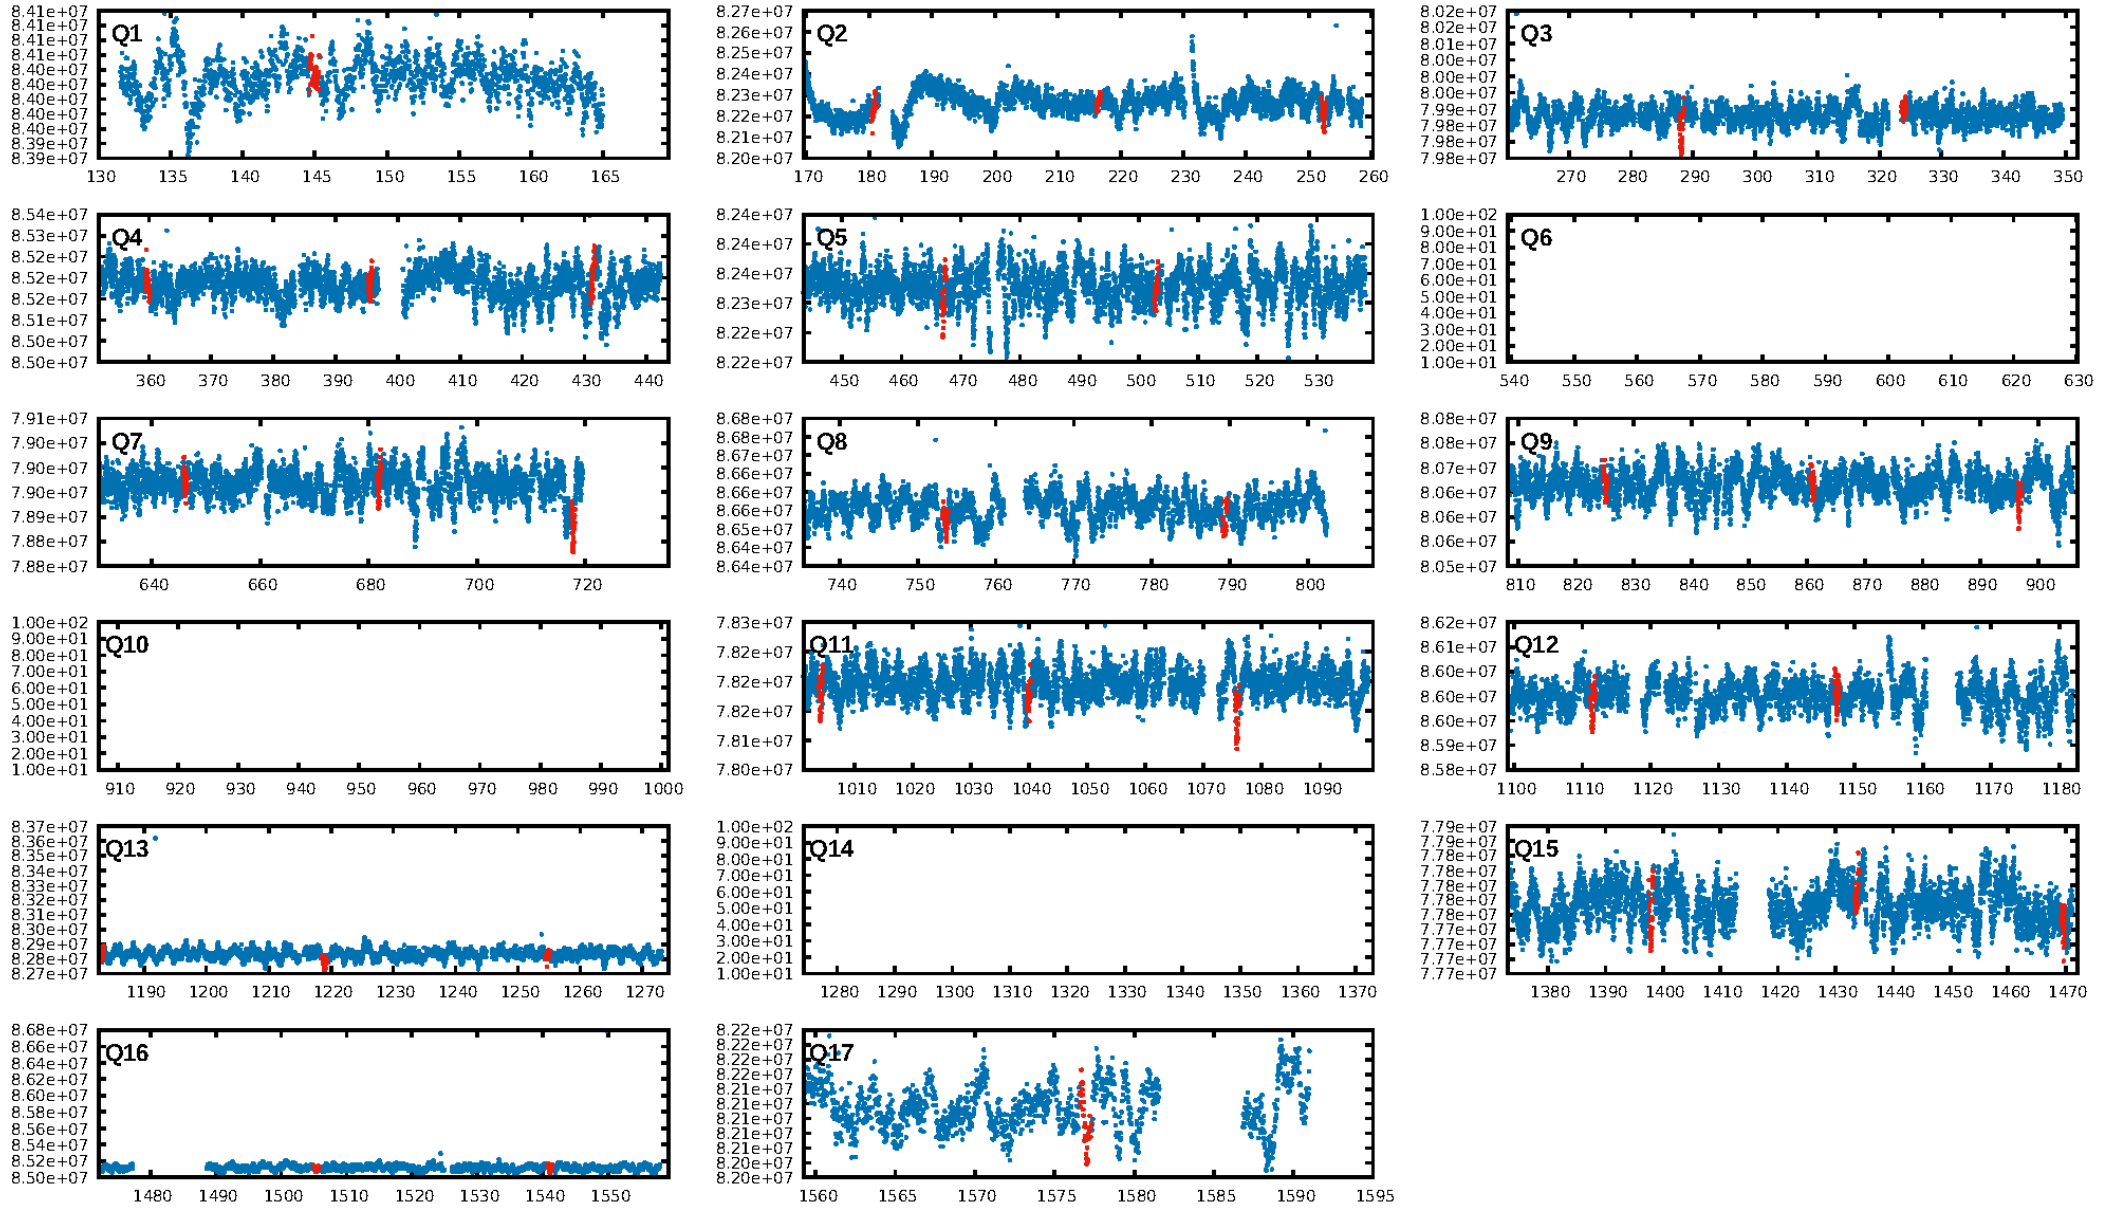 8.41e+07
8.41e+07
8.41e+07
8.41e+07
8.40e+07
8.40e+07
8.40e+07
8.40e+07
8.40e+07
8.39e+07
8.39e+07
Q1
130 135 140 145 150 155 160 165
8.27e+07
8.26e+07
8.25e+07
8.24e+07
8.23e+07
8.22e+07
8.21e+07
8.20e+07
Q2
170 180 190 200 210 220 230 240 250 260
8.02e+07
8.01e+07
8.01e+07
8.00e+07
8.00e+07
7.99e+07
7.99e+07
7.98e+07
7.98e+07
Q3
270 280 290 300 310 320 330 340 350
8.54e+07
8.53e+07
8.52e+07
8.52e+07
8.52e+07
8.51e+07
8.50e+07
8.50e+07
Q4
360 370 380 390 400 410 420 430 440
8.24e+07
8.24e+07
8.24e+07
8.23e+07
8.22e+07
8.22e+07
Q5
450 460 470 480 490 500 510 520 530
1.00e+02
9.00e+01
8.00e+01
7.00e+01
6.00e+01
5.00e+01
4.00e+01
3.00e+01
2.00e+01
1.00e+01
Q6
540 550 560 570 580 590 600 610 620 630
7.91e+07
7.90e+07
7.90e+07
7.90e+07
7.89e+07
7.88e+07
7.88e+07
Q7
640 660 680 700 720
8.68e+07
8.68e+07
8.67e+07
8.66e+07
8.66e+07
8.66e+07
8.65e+07
8.64e+07
8.64e+07
Q8
740 750 760 770 780 790 800
8.08e+07
8.08e+07
8.07e+07
8.06e+07
8.06e+07
8.06e+07
8.05e+07
Q9
810 820 830 840 850 860 870 880 890 900
1.00e+02
9.00e+01
8.00e+01
7.00e+01
6.00e+01
5.00e+01
4.00e+01
3.00e+01
2.00e+01
1.00e+01
Q10
910 920 930 940 950 960 970 980 990 1000
7.83e+07
7.82e+07
7.82e+07
7.82e+07
7.81e+07
7.80e+07
Q11
1010 1020 1030 1040 1050 1060 1070 1080 1090
8.62e+07
8.61e+07
8.60e+07
8.60e+07
8.60e+07
8.59e+07
8.58e+07
Q12
1100 1110 1120 1130 1140 1150 1160 1170 1180
8.37e+07
8.36e+07
8.35e+07
8.34e+07
8.33e+07
8.32e+07
8.31e+07
8.30e+07
8.29e+07
8.28e+07
8.27e+07
Q13
1190 1200 1210 1220 1230 1240 1250 1260 1270
1.00e+02
9.00e+01
8.00e+01
7.00e+01
6.00e+01
5.00e+01
4.00e+01
3.00e+01
2.00e+01
1.00e+01
Q14
1280 1290 1300 1310 1320 1330 1340 1350 1360 1370
7.79e+07
7.79e+07
7.78e+07
7.78e+07
7.78e+07
7.78e+07
7.78e+07
7.77e+07
7.77e+07
7.77e+07
Q15
1380 1390 1400 1410 1420 1430 1440 1450 1460 1470
8.68e+07
8.66e+07
8.64e+07
8.62e+07
8.60e+07
8.58e+07
8.56e+07
8.54e+07
8.52e+07
8.50e+07
Q16
1480 1490 1500 1510 1520 1530 1540 1550
8.22e+07
8.22e+07
8.22e+07
8.21e+07
8.21e+07
8.21e+07
8.21e+07
8.21e+07
8.21e+07
8.20e+07
8.20e+07
Q17
1560 1565 1570 1575 1580 1585 1590 1595